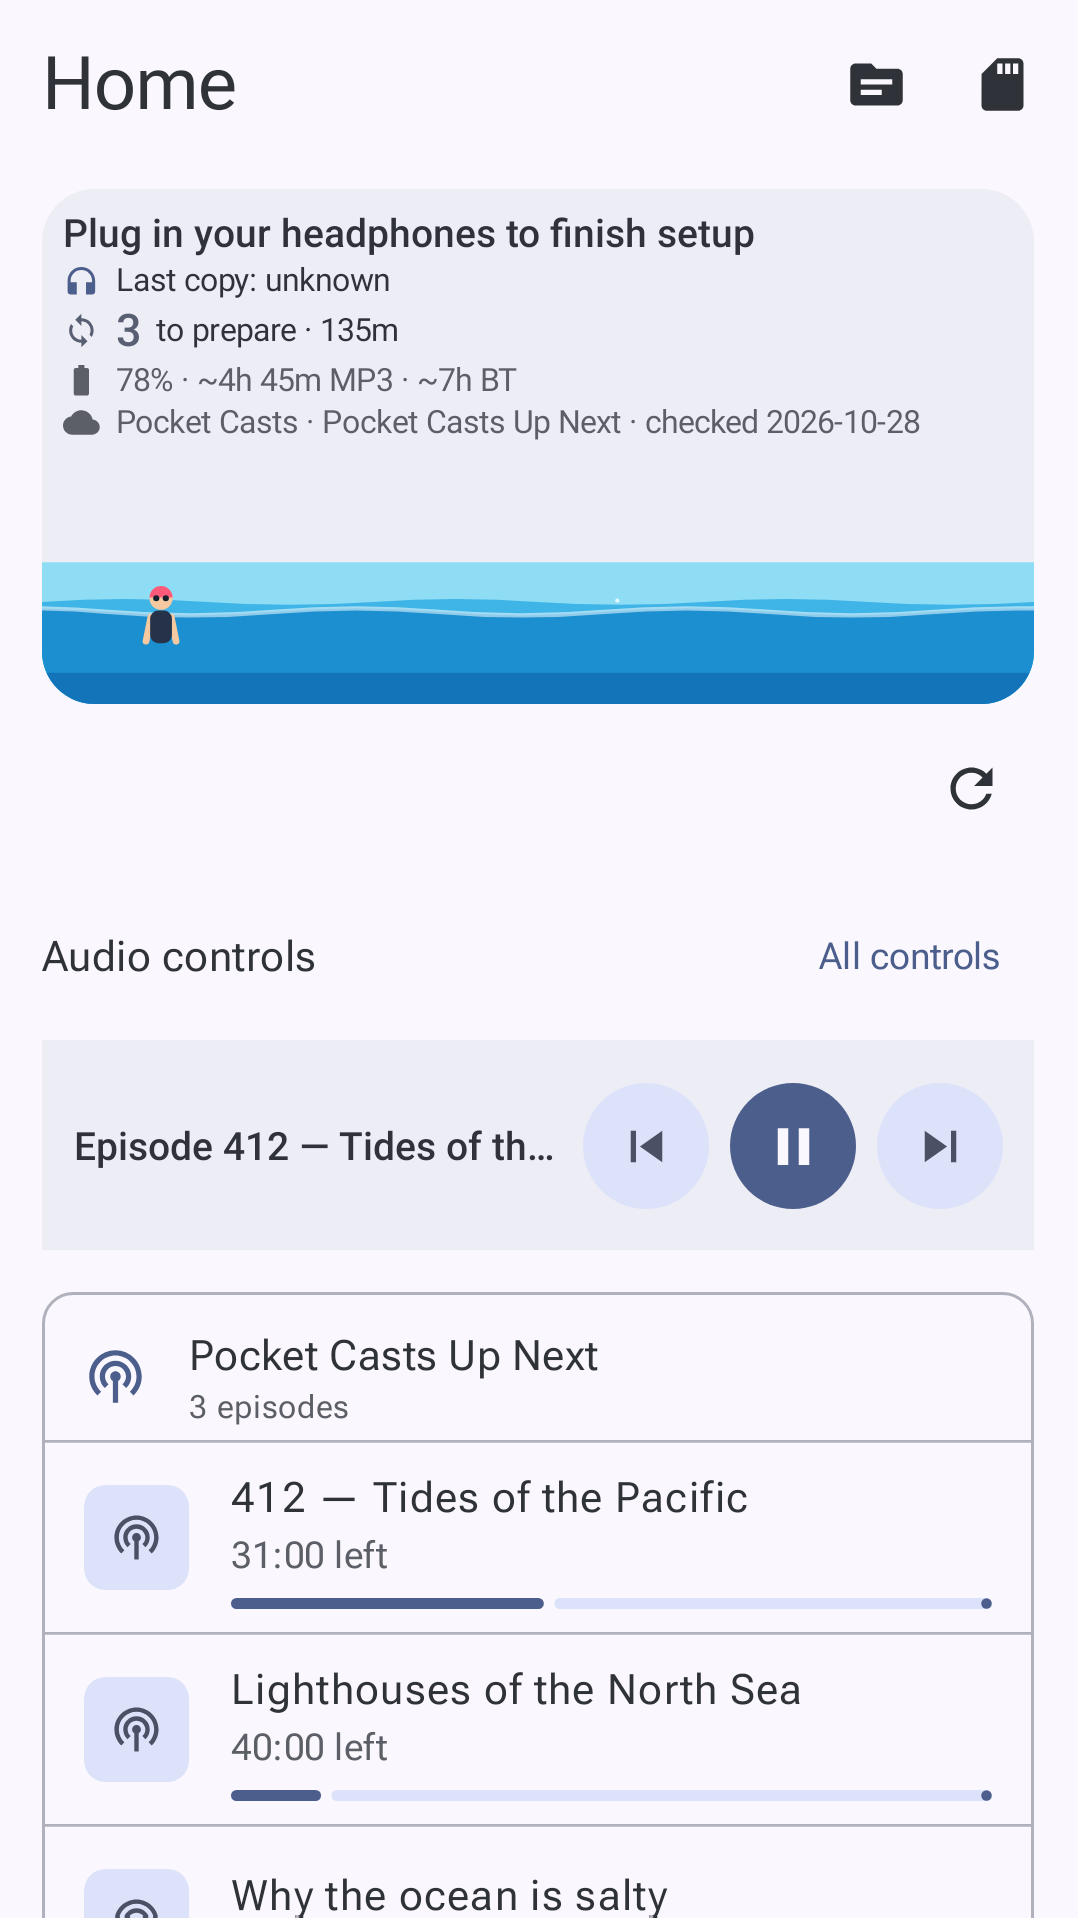 Home
Plug in your headphones to finish setup
Last copy: unknown
3 to prepare · 135m
78% · ~4h 45m MP3 · ~7h BT
Pocket Casts · Pocket Casts Up Next · checked 2026-10-28
Audio controls
All controls
Episode 412 — Tides of th...
Pocket Casts Up Next
3 episodes
412 — Tides of the Pacific
31:00 left
Lighthouses of the North Sea
40:00 left
Why the ocean is salty